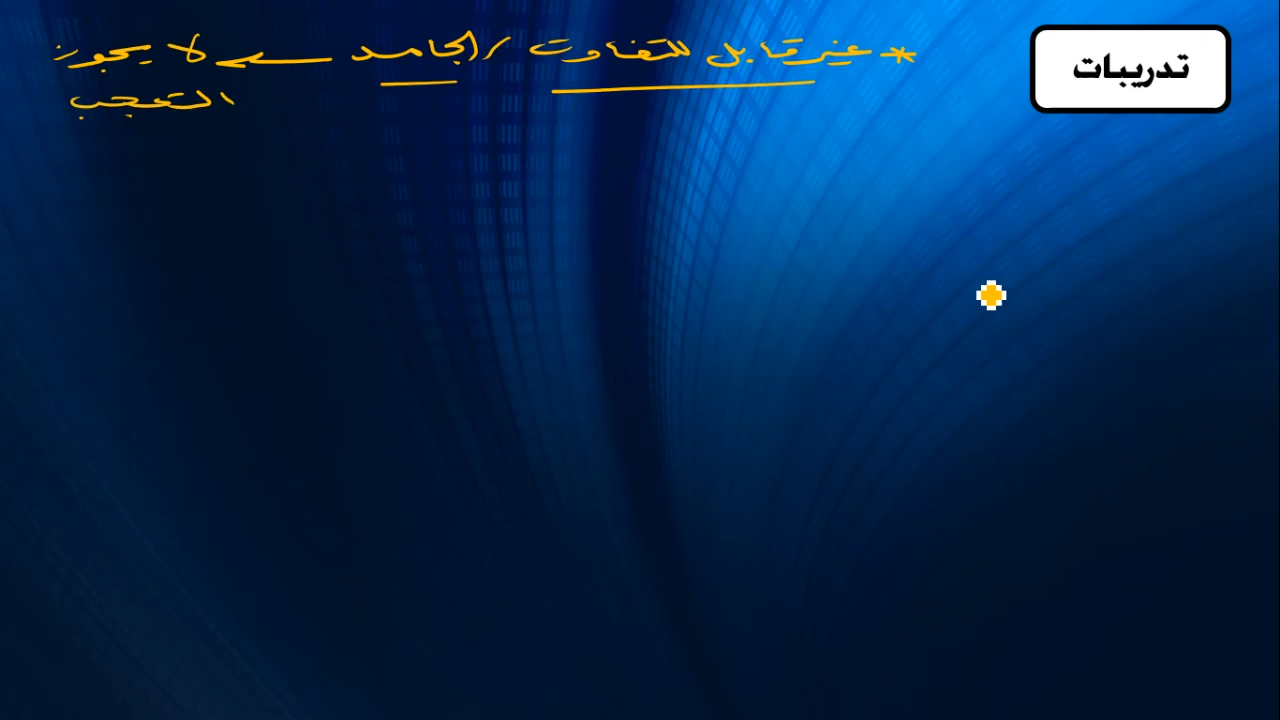 تدريبات
* غير قابل للتفاوت / الجامد ← لا يجوز
التعجب